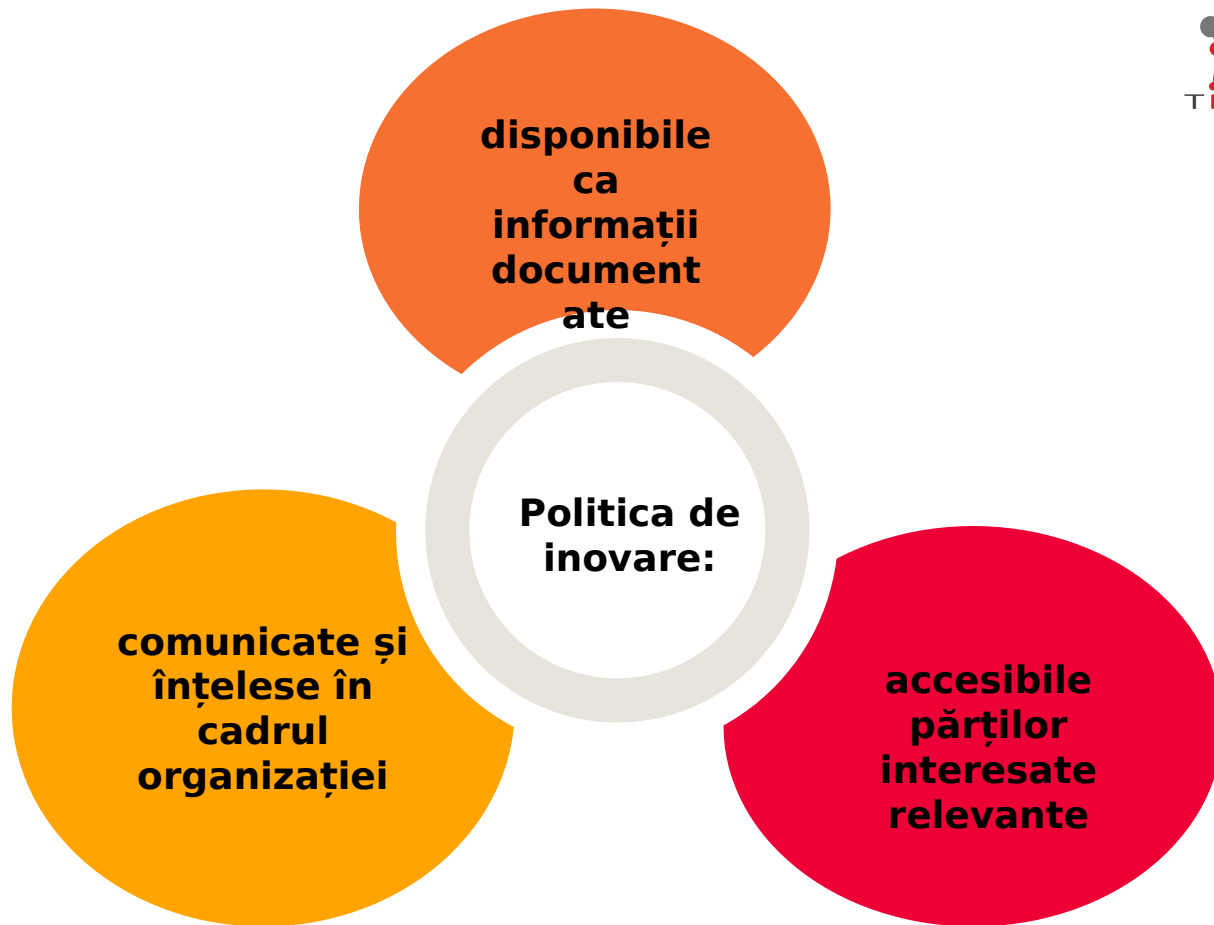 disponibile
ca
informații
document
ate
Politica de
inovare:
comunicate și
înțelese în
cadrul
organizației
accesibile
părților
interesate
relevante